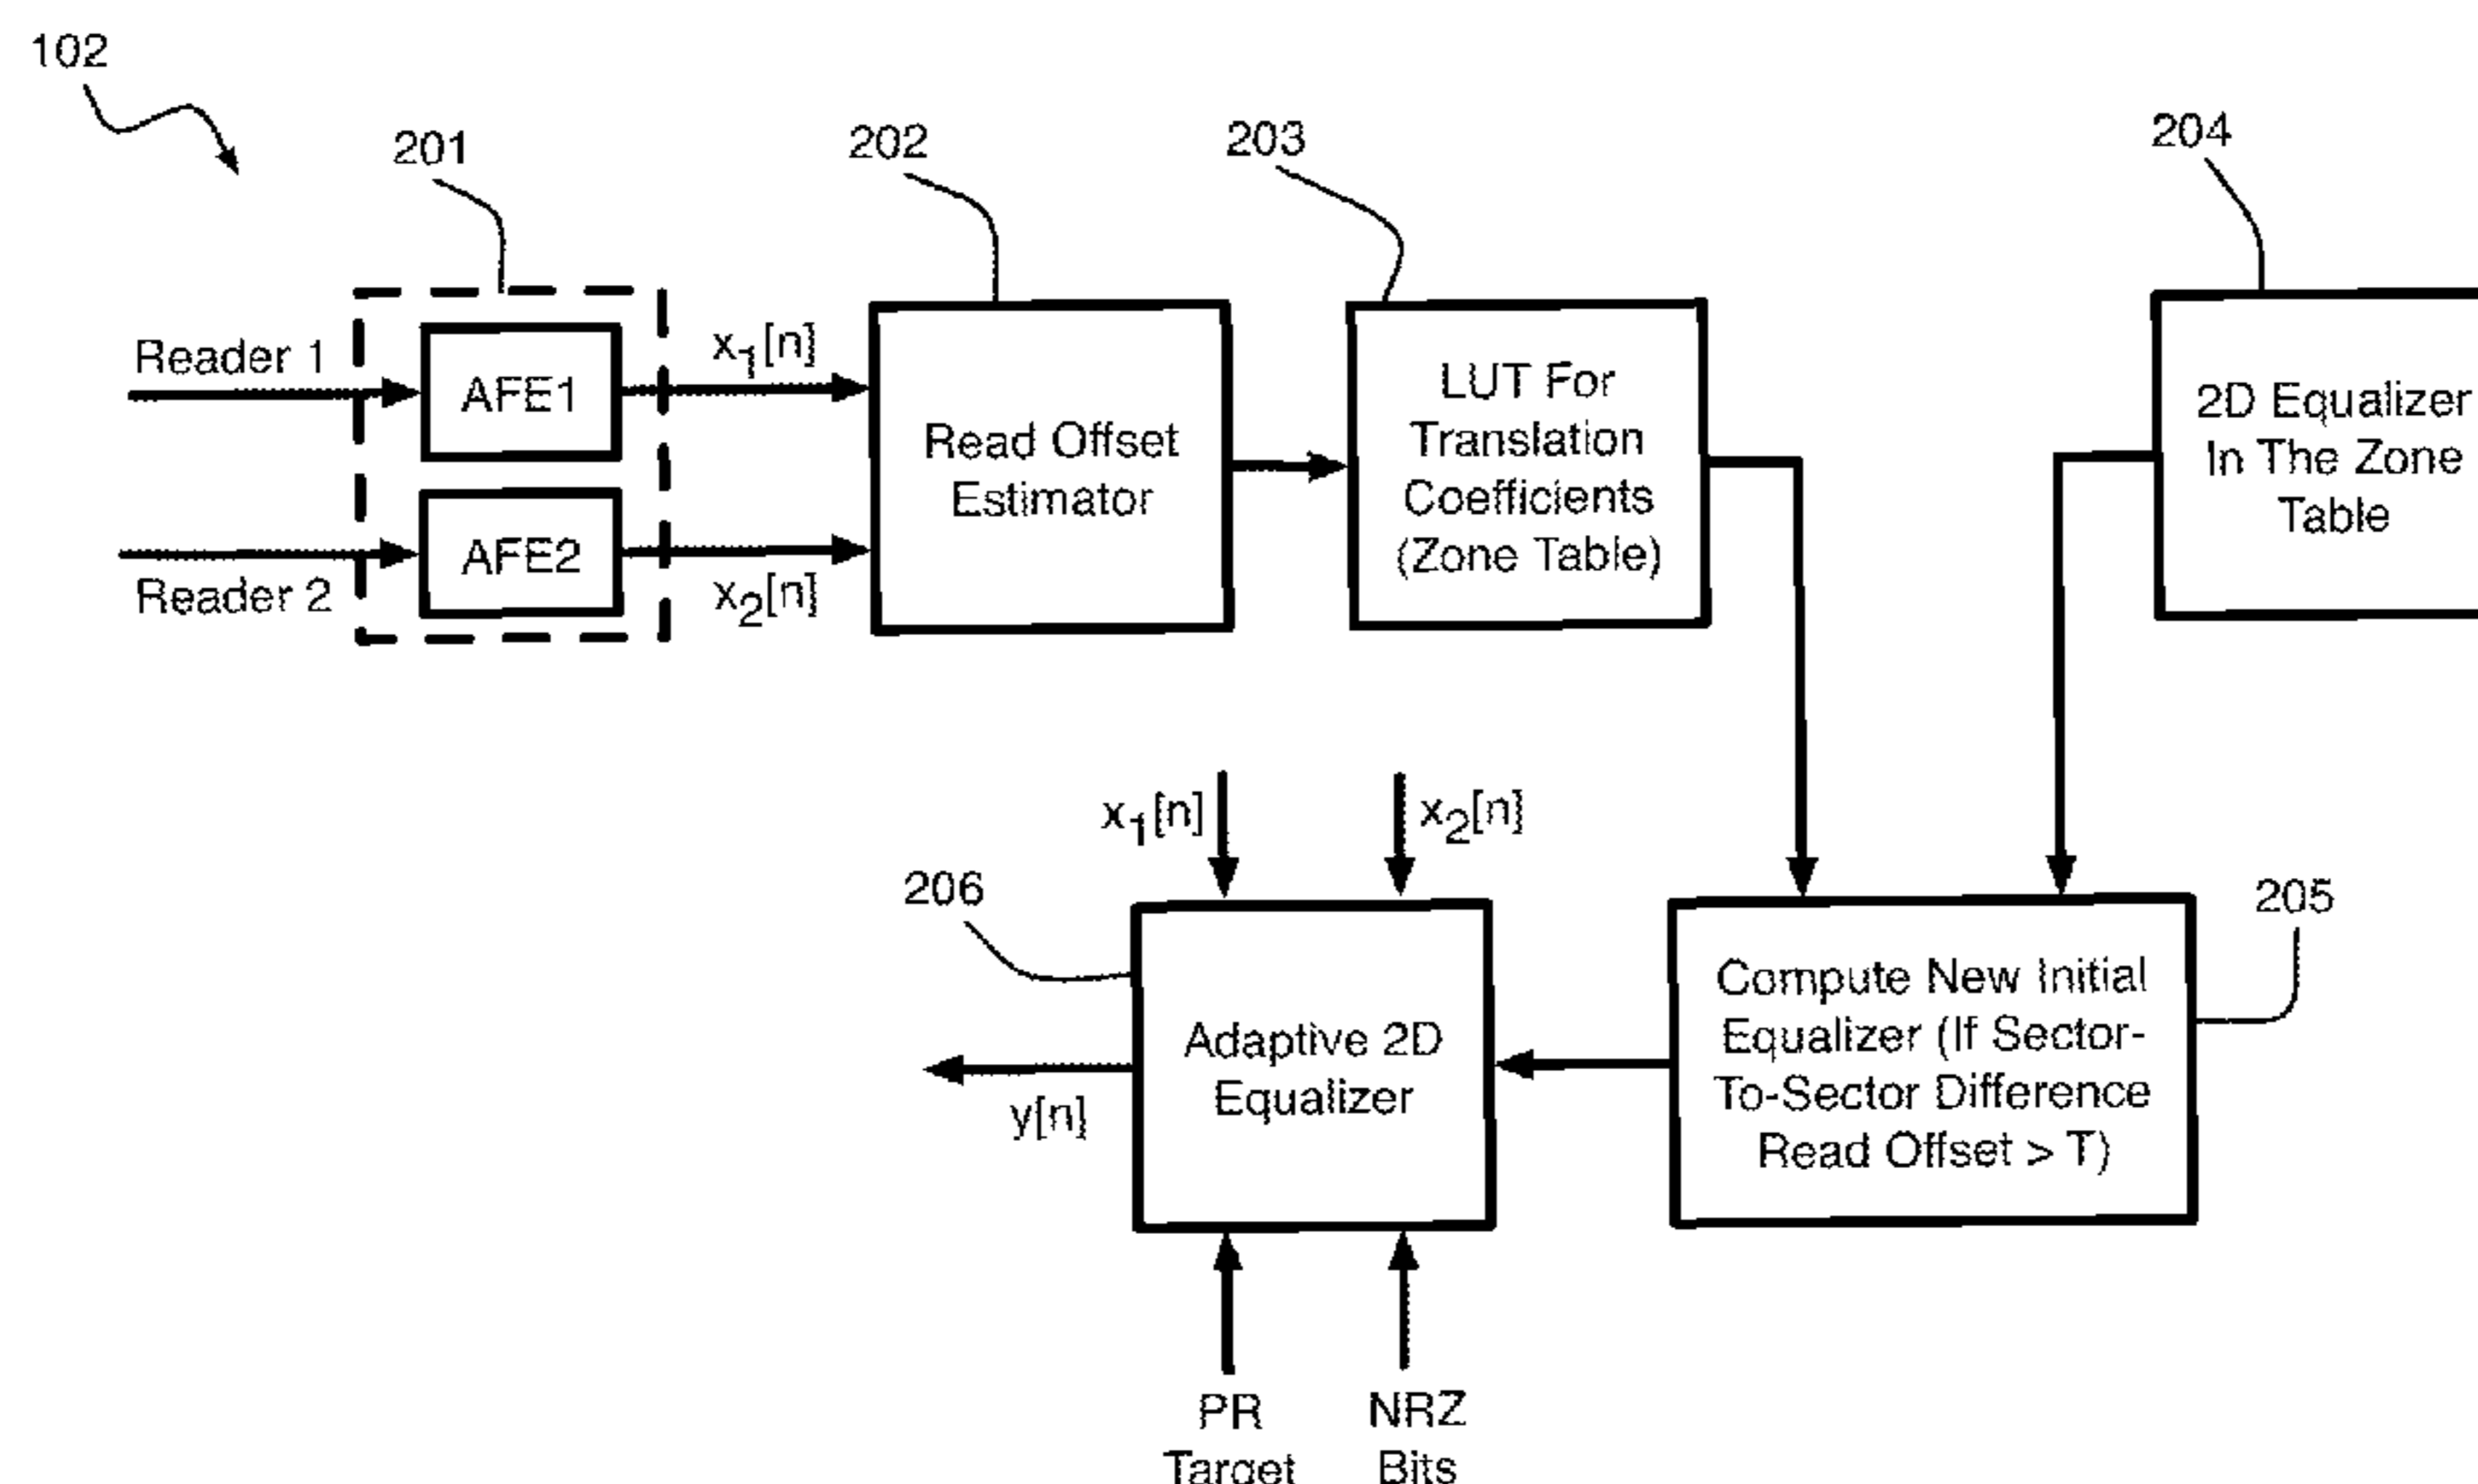 102
201
202
203
204
Reader 1
AFE1
x1[n]
Reader 2
AFE2
x2[n]
Read Offset
Estimator
LUT For
Translation
Coefficients
(Zone Table)
2D Equalizer
In The Zone
Table
x1[n]
x2[n]
206
205
Adaptive 2D
Equalizer
y[n]
Compute New Initial
Equalizer (If Sector-
To-Sector Difference
Read Offset > T)
PR
Target
NRZ
Bits